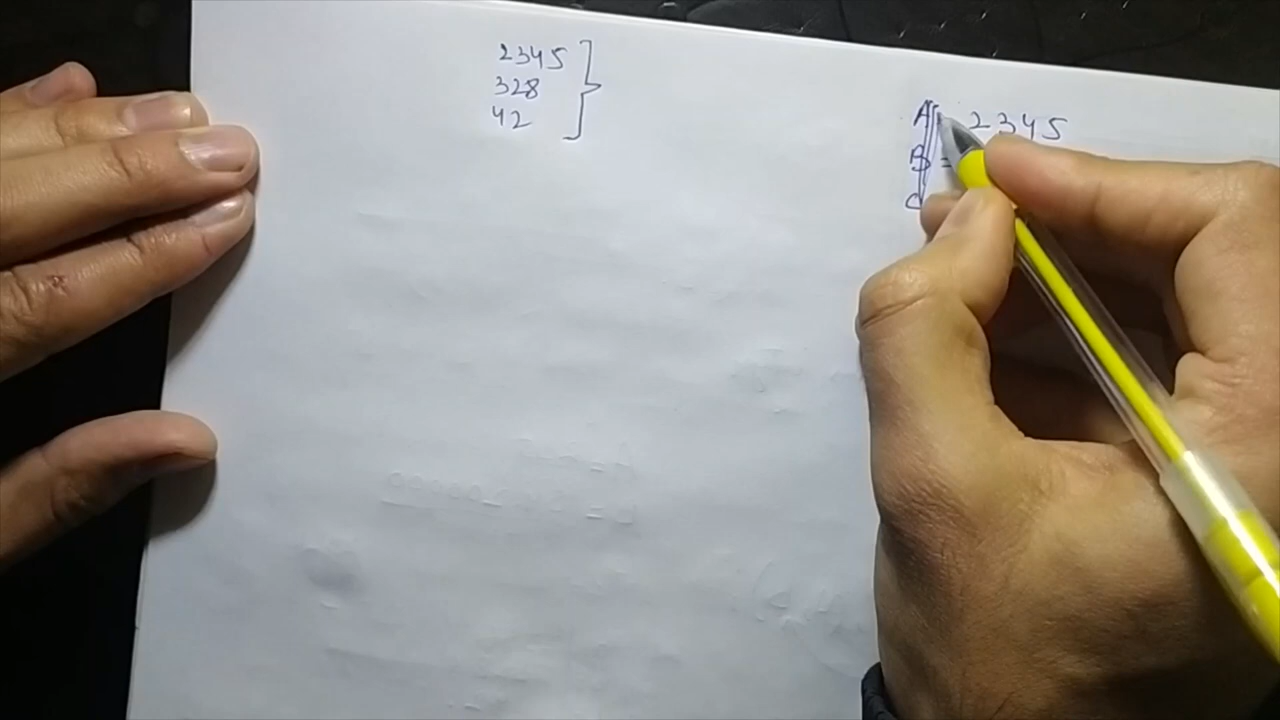 2345
328
42
A = 2345
B =
C